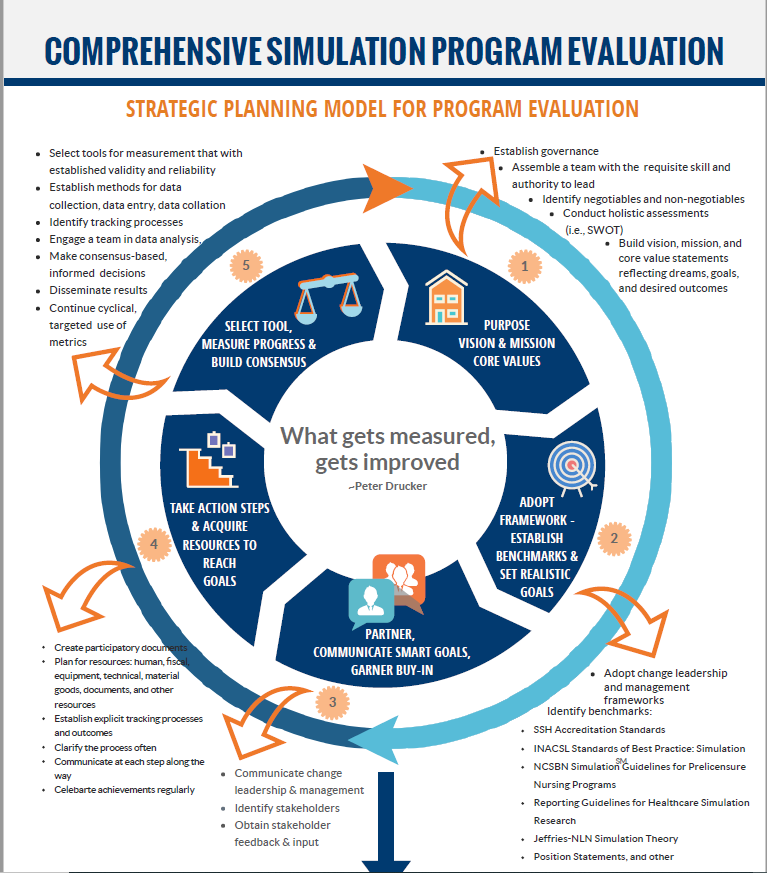 COMPREHENSIVE SIMULATION PROGRAM EVALUATION
STRATEGIC PLANNING MODEL FOR PROGRAM EVALUATION
• Establish governance
• Assemble a team with the requisite skill and
authority to lead
• Identify negotiables and non-negotiables
• Conduct holistic assessments
(i.e., SWOT)
• Build vision, mission, and
core value statements
reflecting dreams, goals,
and desired outcomes
1
PURPOSE
VISION & MISSION
CORE VALUES
2
ADOPT
FRAMEWORK -
ESTABLISH
BENCHMARKS &
SET REALISTIC
GOALS
• Adopt change leadership
and management
frameworks
Identify benchmarks:
• SSH Accreditation Standards
• INACSL Standards of Best Practice: Simulation
SM
• NCSBN Simulation Guidelines for Prelicensure
Nursing Programs
• Reporting Guidelines for Healthcare Simulation
Research
• Jeffries-NLN Simulation Theory
• Position Statements, and other
3
PARTNER,
COMMUNICATE SMART GOALS,
GARNER BUY-IN
• Communicate change
leadership & management
• Identify stakeholders
• Obtain stakeholder
feedback & input
4
TAKE ACTION STEPS
& ACQUIRE
RESOURCES TO
REACH
GOALS
• Create participatory documents
• Plan for resources: human, fiscal,
equipment, technical, material
goods, documents, and other
resources
• Establish explicit tracking processes
and outcomes
• Clarify the process often
• Communicate at each step along the
way
• Celebarte achievements regularly
5
SELECT TOOL,
MEASURE PROGRESS &
BUILD CONSENSUS
• Select tools for measurement that with
established validity and reliability
• Establish methods for data
collection, data entry, data collation
• Identify tracking processes
• Engage a team in data analysis,
• Make consensus-based,
informed decisions
• Disseminate results
• Continue cyclical,
targeted use of
metrics
What gets measured,
gets improved
~Peter Drucker